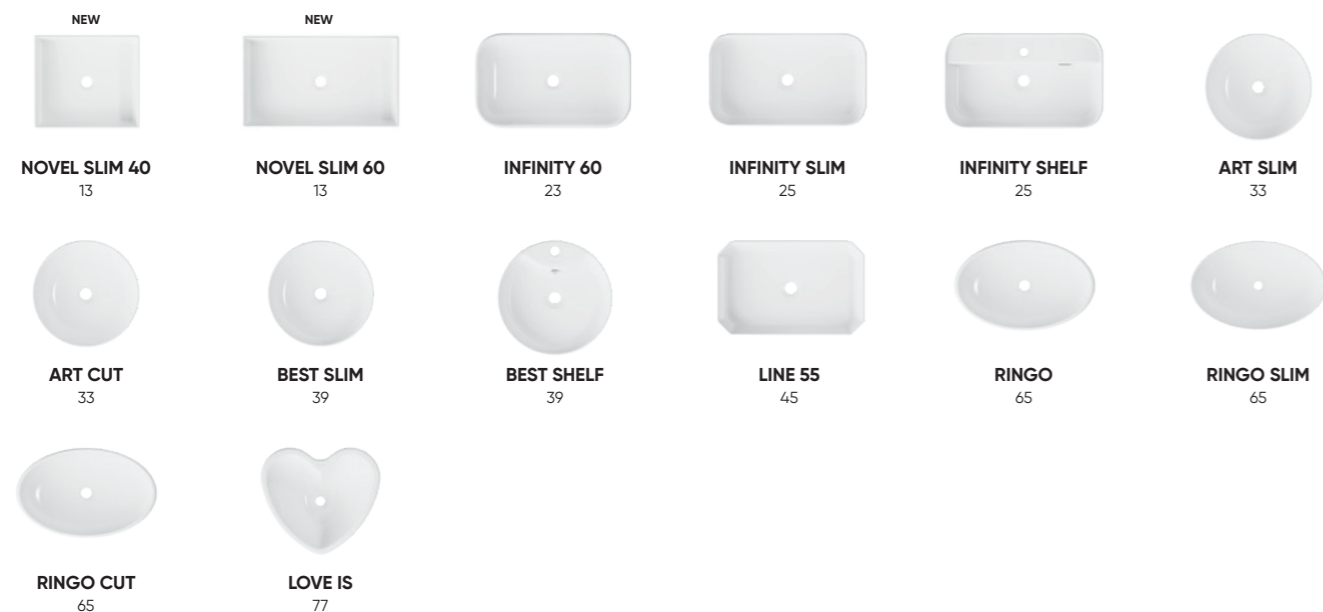 NEW
NEW
NOVEL SLIM 40
13
NOVEL SLIM 60
13
INFINITY 60
23
INFINITY SLIM
25
INFINITY SHELF
25
ART SLIM
33
ART CUT
33
BEST SLIM
39
BEST SHELF
39
LINE 55
45
RINGO
65
RINGO SLIM
65
RINGO CUT
65
LOVE IS
77